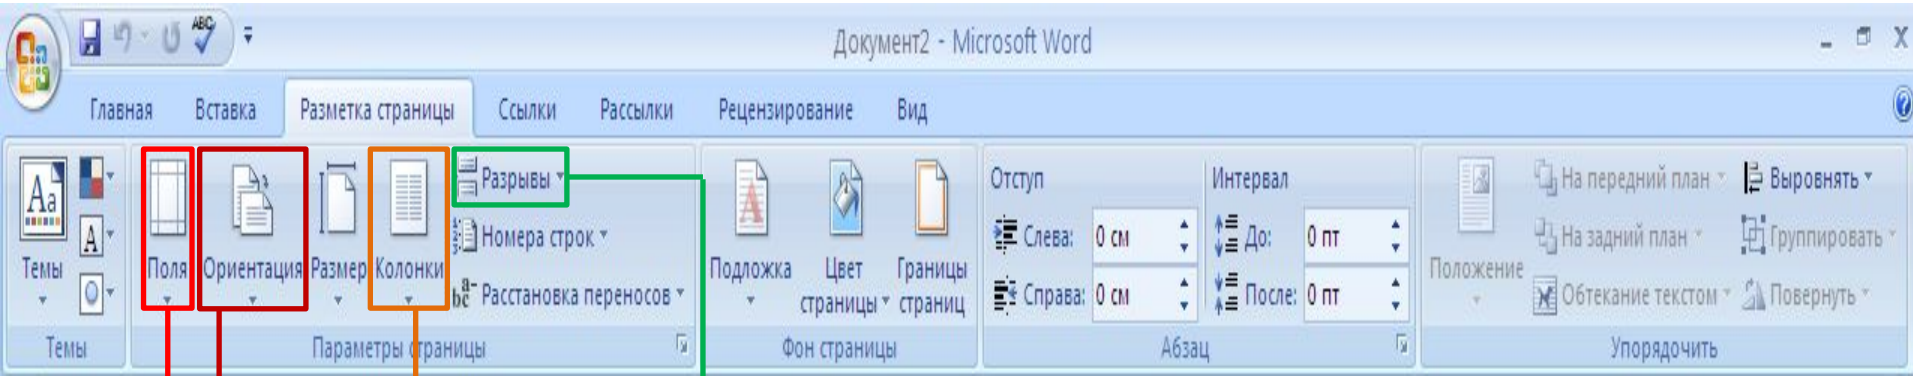 ABC
Документ2 - Microsoft Word
Главная Вставка Разметка страницы Ссылки Рассылки Рецензирование Вид
Aa
A
Темы
Поля
Ориентация
Размер
Колонки
Разрывы
Номера строк
Расстановка переносов
Подложка
Цвет
страницы
Границы
страниц
Отступ
Слева: 0 см
Справа: 0 см
Интервал
До: 0 пт
После: 0 пт
Положение
На передний план
На задний план
Обтекание текстом
Выровнять
Группировать
Повернуть
Темы Параметры страницы Фон страницы Абзац Упорядочить